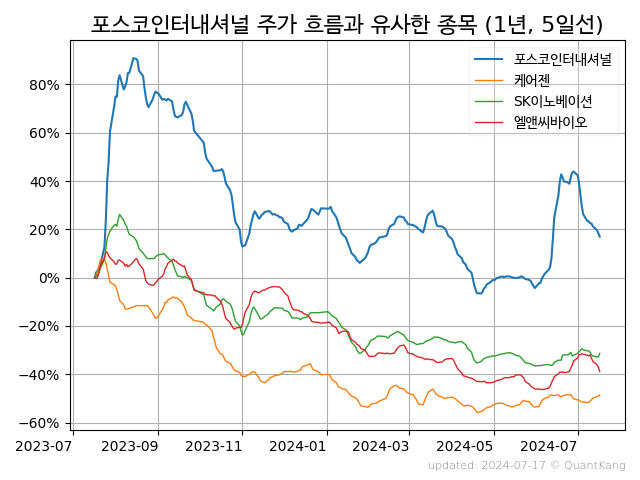 포스코인터내셔널 주가 흐름과 유사한 종목 (1년, 5일선)
포스코인터내셔널
케어젠
SK이노베이션
엘앤씨바이오
80%
60%
40%
20%
0%
−20%
−40%
−60%
2023-07 2023-09 2023-11 2024-01 2024-03 2024-05 2024-07
updated: 2024-07-17 © QuantKang